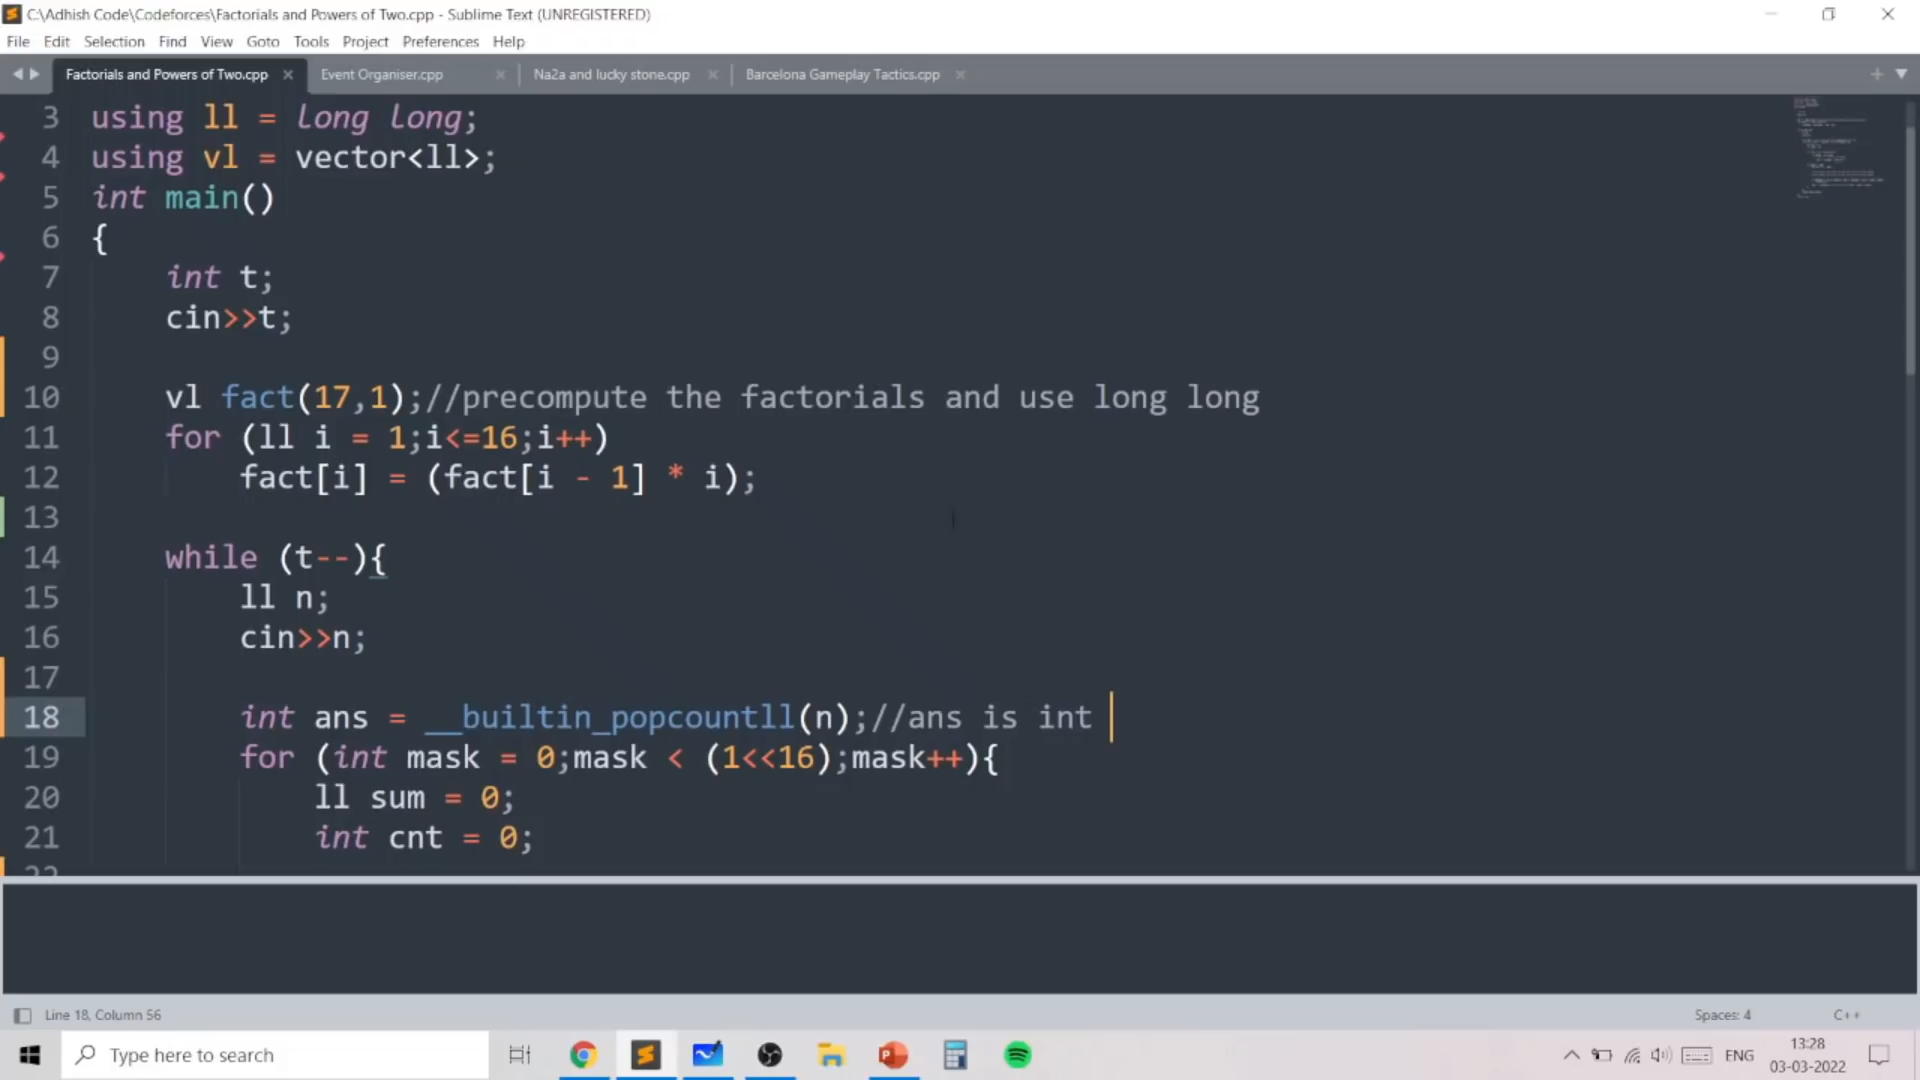 C:\Adhish Code\Codeforces\Factorials and Powers of Two.cpp - Sublime Text (UNREGISTERED)
File Edit Selection Find View Goto Tools Project Preferences Help
Factorials and Powers of Two.cpp Event Organiser.cpp Na2a and lucky stone.cpp Barcelona Gameplay Tactics.cpp
3 using ll = long long;
4 using vl = vector<ll>;
5 int main()
6 {
7 int t;
8 cin>>t;
9
10 vl fact(17,1);//precompute the factorials and use long long
11 for (ll i = 1;i<=16;i++)
12 fact[i] = (fact[i - 1] * i);
13
14 while (t--){
15 ll n;
16 cin>>n;
17
18 int ans = __builtin_popcountll(n);//ans is int
19 for (int mask = 0;mask < (1<<16);mask++){
20 ll sum = 0;
21 int cnt = 0;
22
Line 18, Column 56 Spaces: 4 C++
Type here to search ENG 13:28
03-03-2022